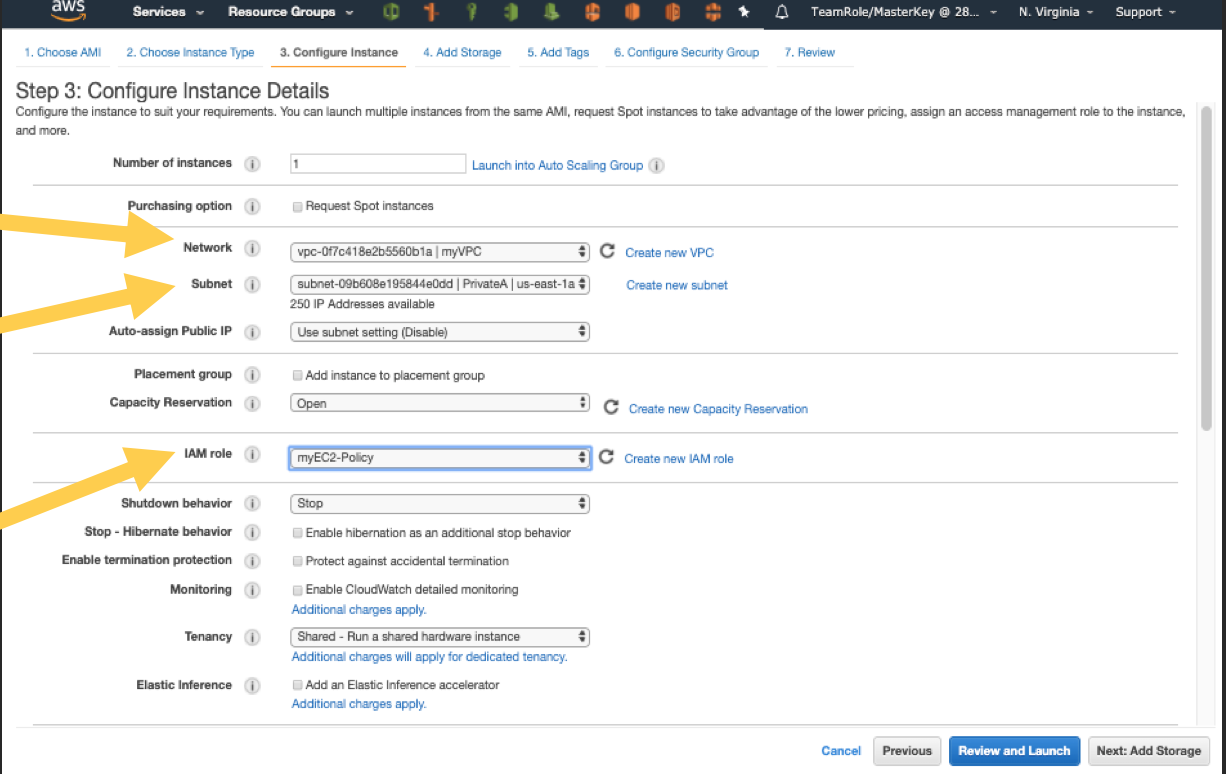 aws
Services
Resource Groups
TeamRole/MasterKey @ 28...
N. Virginia
Support
1. Choose AMI
2. Choose Instance Type
3. Configure Instance
4. Add Storage
5. Add Tags
6. Configure Security Group
7. Review
Step 3: Configure Instance Details
Configure the instance to suit your requirements. You can launch multiple instances from the same AMI, request Spot instances to take advantage of the lower pricing, assign an access management role to the instance,
and more.
Number of instances
1
Launch into Auto Scaling Group
Purchasing option
Request Spot instances
Network
vpc-0f7c418e2b5560b1a | myVPC
Create new VPC
Subnet
subnet-09b608e195844e0dd | PrivateA | us-east-1a
Create new subnet
250 IP Addresses available
Auto-assign Public IP
Use subnet setting (Disable)
Placement group
Add instance to placement group
Capacity Reservation
Open
Create new Capacity Reservation
IAM role
myEC2-Policy
Create new IAM role
Shutdown behavior
Stop
Stop - Hibernate behavior
Enable hibernation as an additional stop behavior
Enable termination protection
Protect against accidental termination
Monitoring
Enable CloudWatch detailed monitoring
Additional charges apply.
Tenancy
Shared - Run a shared hardware instance
Additional charges will apply for dedicated tenancy.
Elastic Inference
Add an Elastic Inference accelerator
Additional charges apply.
Cancel
Previous
Review and Launch
Next: Add Storage